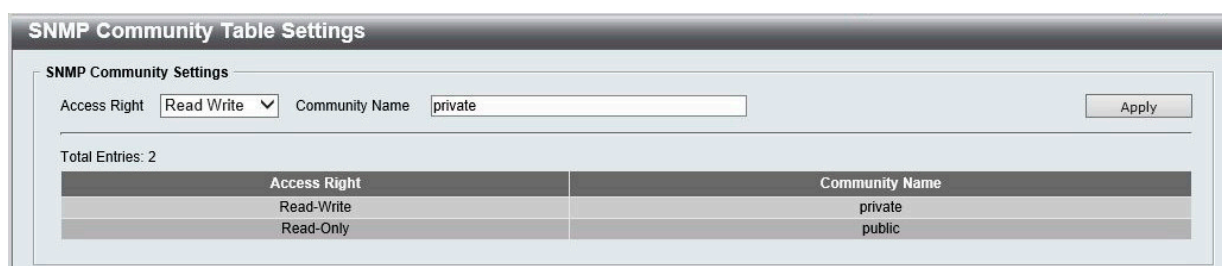 SNMP Community Table Settings
SNMP Community Settings
Access Right Read Write Community Name private Apply
Total Entries: 2
Access Right Community Name
Read-Write private
Read-Only public